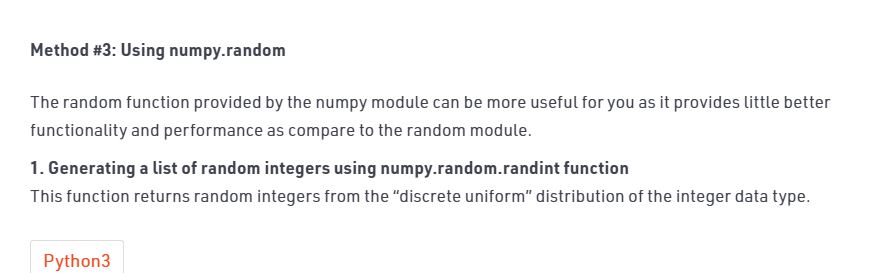 Method #3: Using numpy.random
The random function provided by the numpy module can be more useful for you as it provides little better
functionality and performance as compare to the random module.
1. Generating a list of random integers using numpy.random.randint function
This function returns random integers from the “discrete uniform” distribution of the integer data type.
Python3